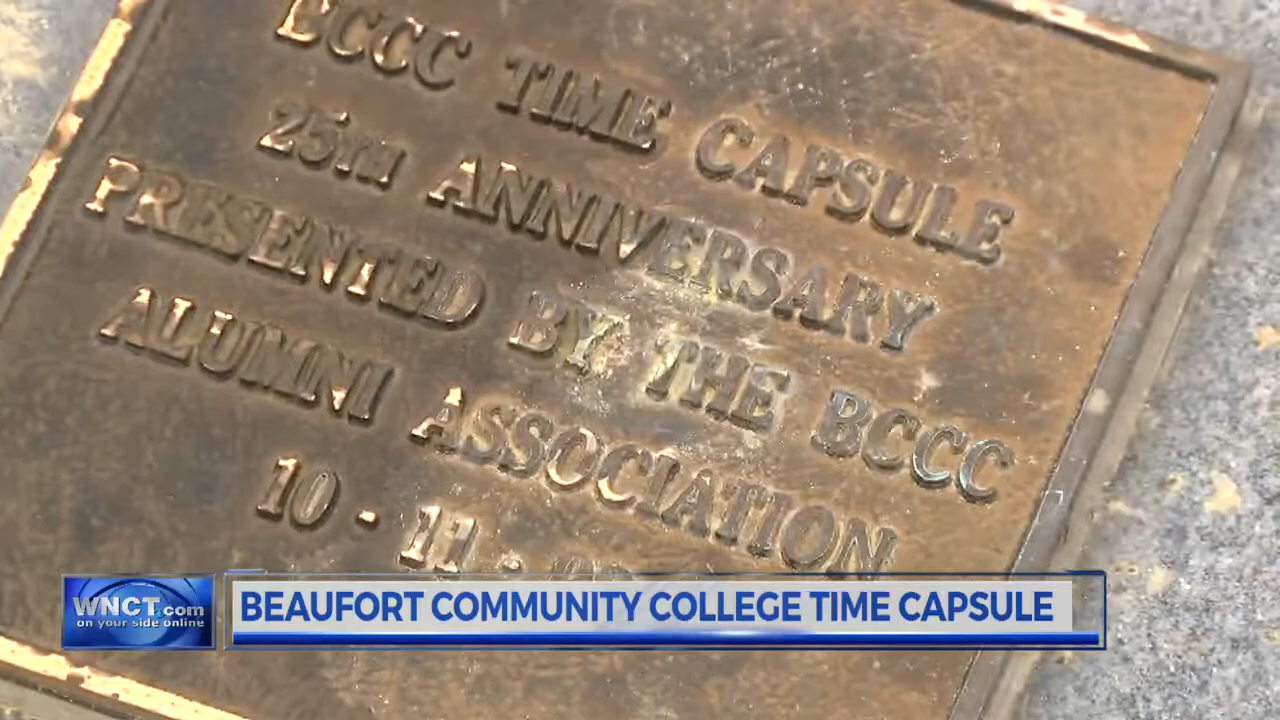 BCCC TIME CAPSULE
25TH ANNIVERSARY
PRESENTED BY THE BCCC
ALUMNI ASSOCIATION
10 - 11 -
WNCT.com
on your side online
BEAUFORT COMMUNITY COLLEGE TIME CAPSULE